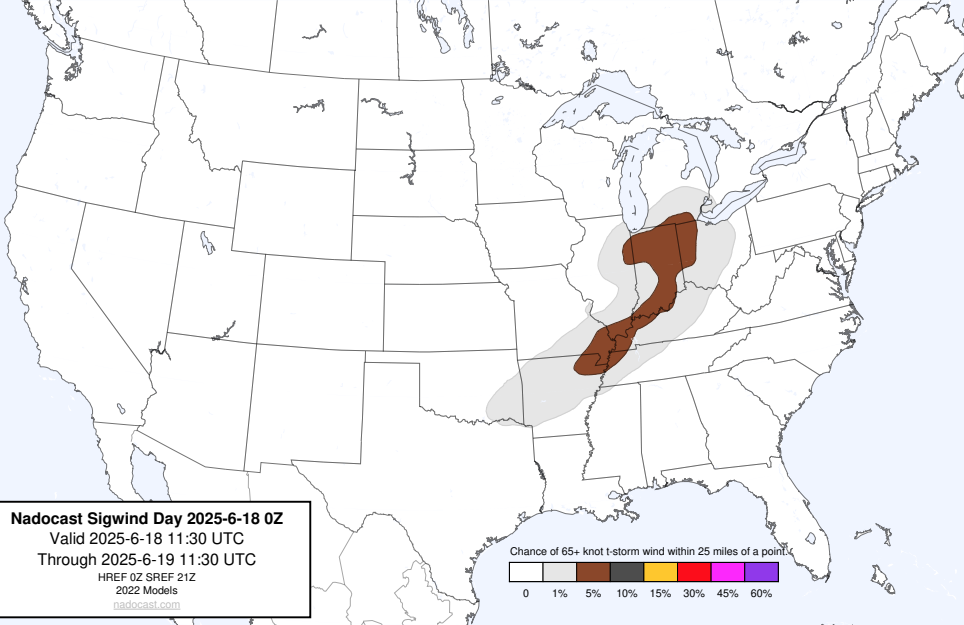 Nadocast Sigwind Day 2025-6-18 0Z
Valid 2025-6-18 11:30 UTC
Through 2025-6-19 11:30 UTC
HREF 0Z SREF 21Z
2022 Models
nadocast.com
Chance of 65+ knot t-storm wind within 25 miles of a point.
0 1% 5% 10% 15% 30% 45% 60%